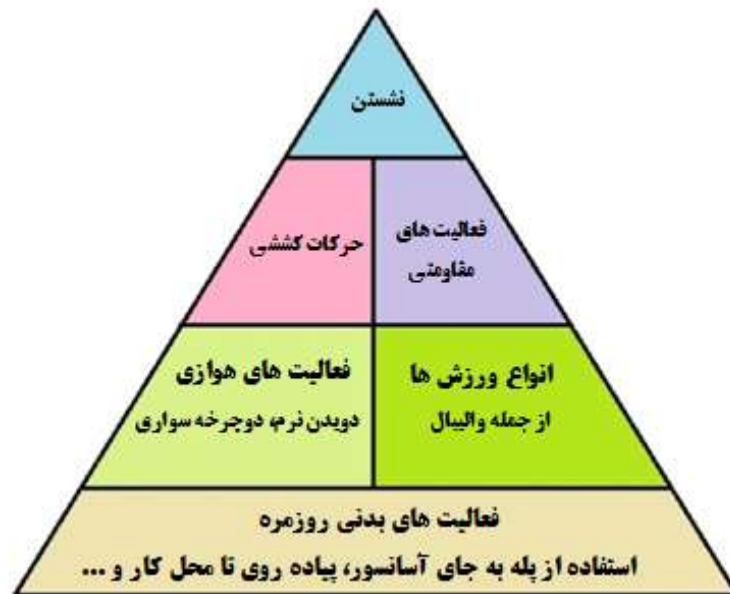 نشستن
فعالیت های
مقاومتی
حرکات کششی
انواع ورزش ها
از جمله والیبال
فعالیت های هوازی
دویدن نرم، دوچرخه سواری
فعالیت های بدنی روزمره
استفاده از پله به جای آسانسور، پیاده روی تا محل کار و ...